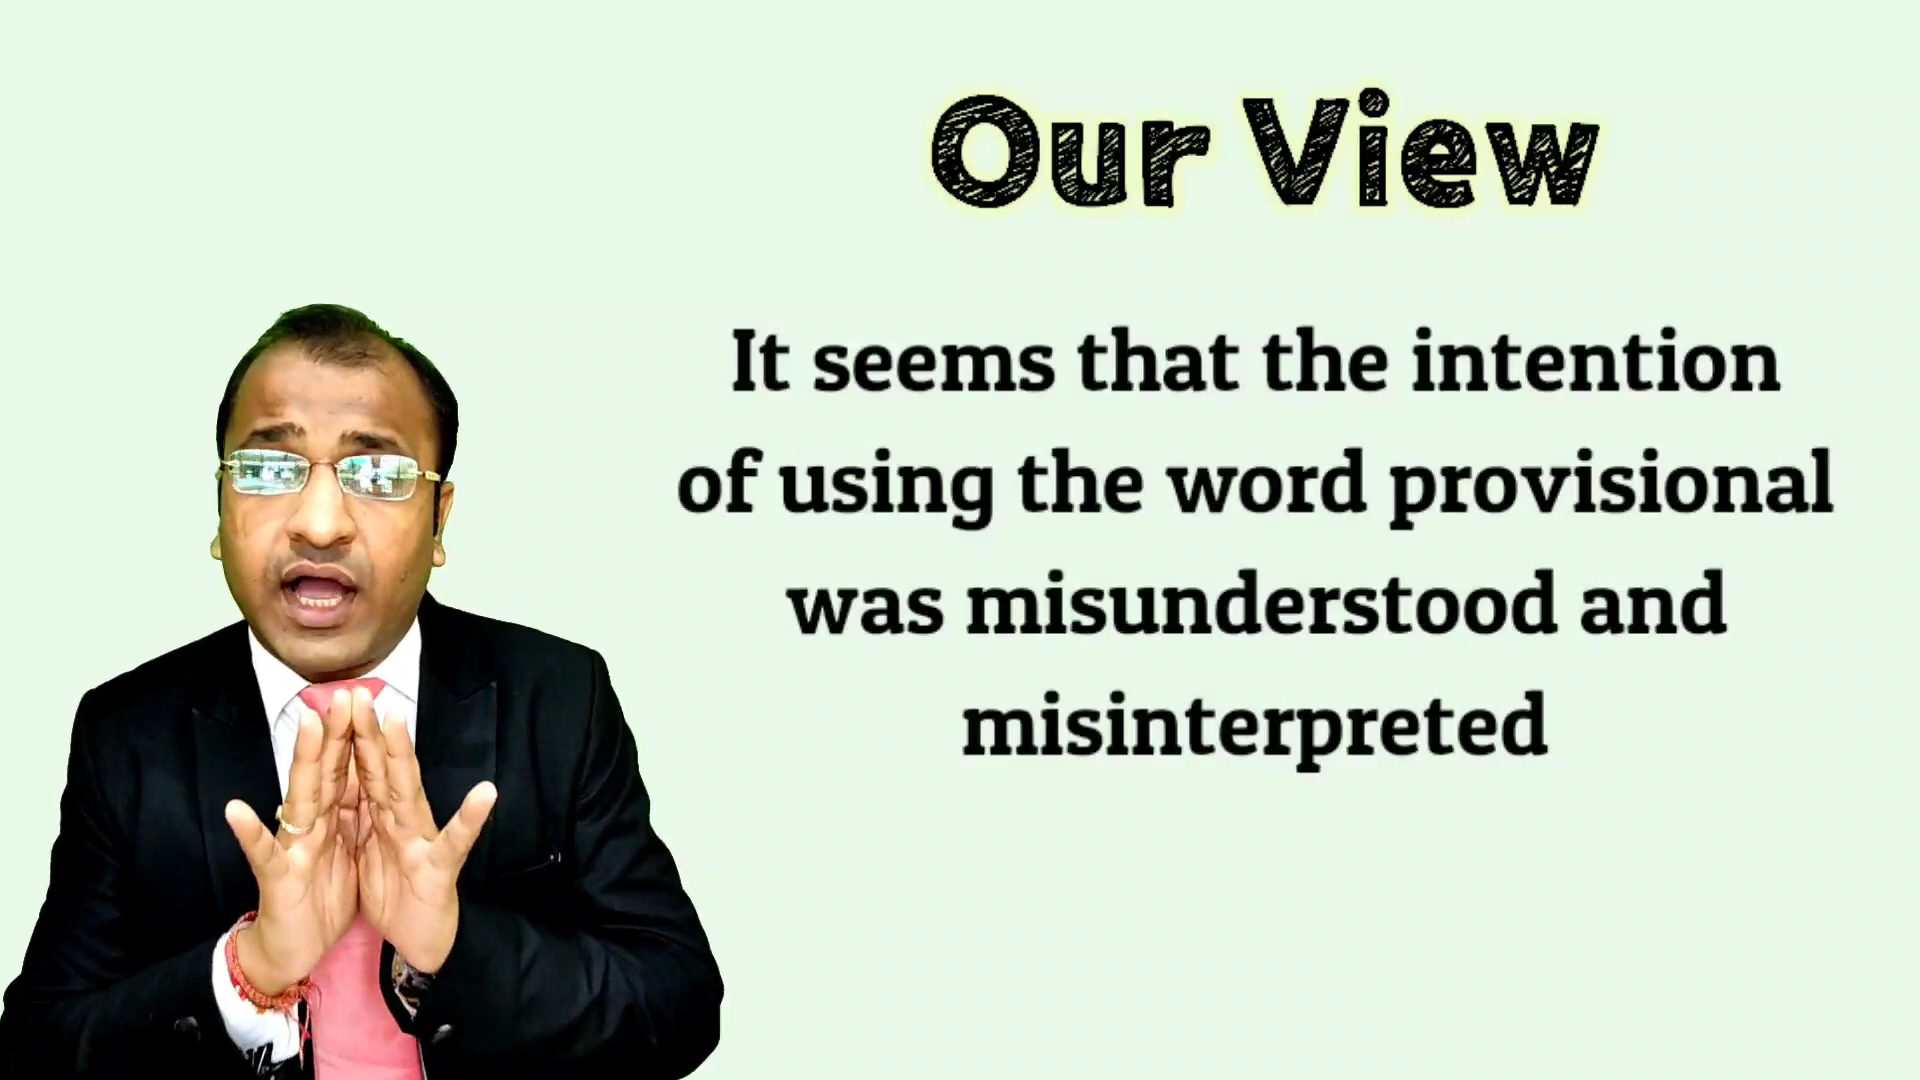 Our View
It seems that the intention
of using the word provisional
was misunderstood and
misinterpreted